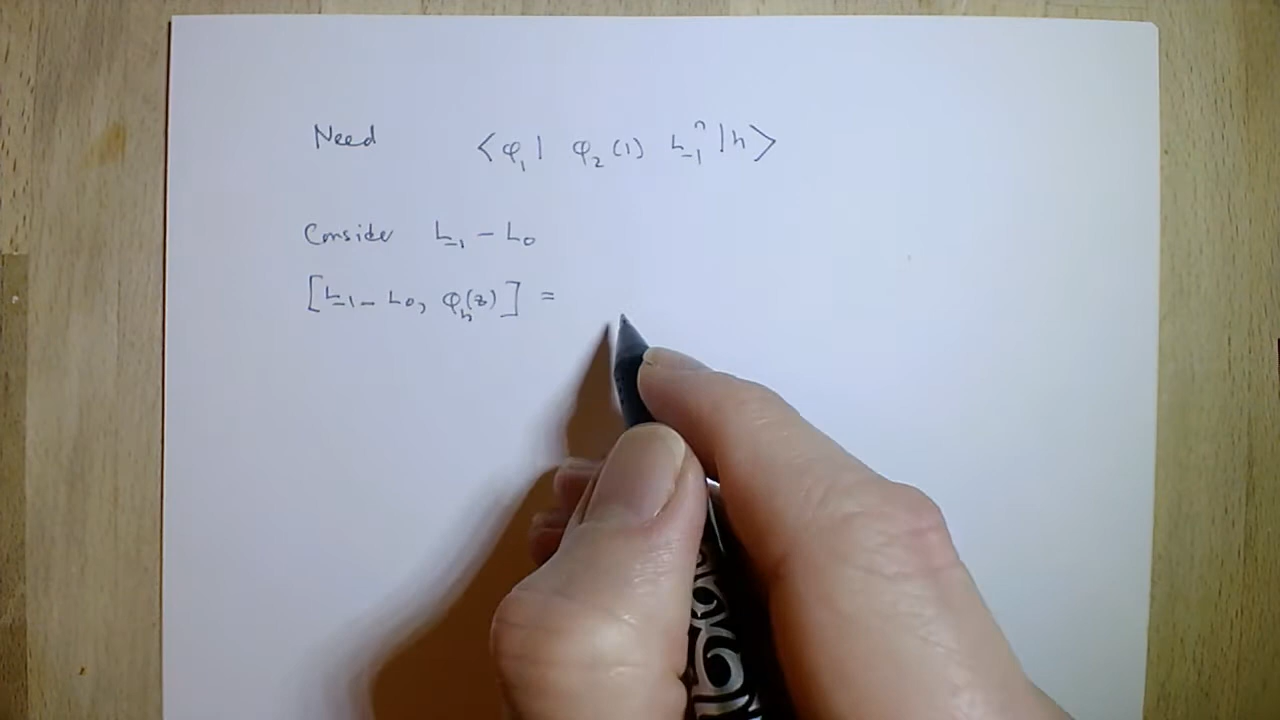 Need ⟨φ₁| φ₂(1) L₋₁ⁿ |h⟩
Consider L₋₁ − L₀
[L₋₁ − L₀, φₕ(z)] =